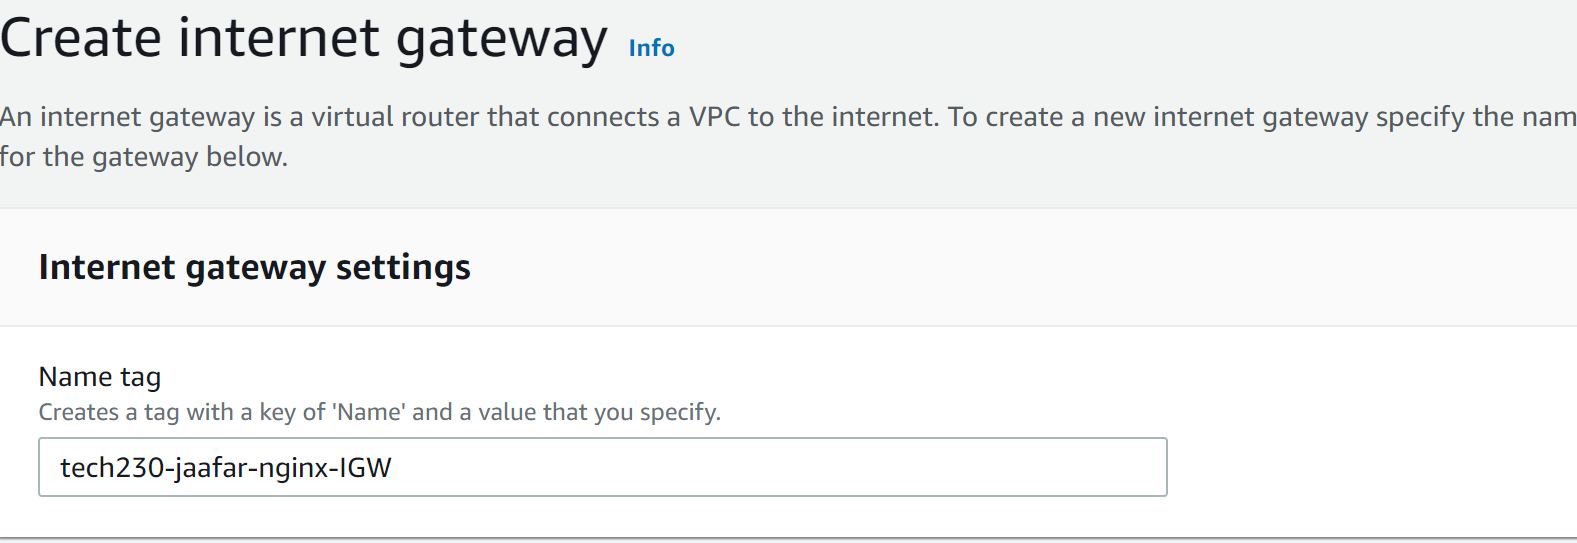 Create internet gateway Info
An internet gateway is a virtual router that connects a VPC to the internet. To create a new internet gateway specify the nam
for the gateway below.
Internet gateway settings
Name tag
Creates a tag with a key of 'Name' and a value that you specify.
tech230-jaafar-nginx-IGW